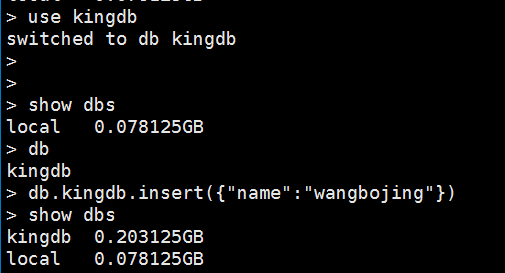 > use kingdb
switched to db kingdb
>
>
> show dbs
local   0.078125GB
> db
kingdb
> db.kingdb.insert({"name":"wangbojing"})
> show dbs
kingdb  0.203125GB
local   0.078125GB